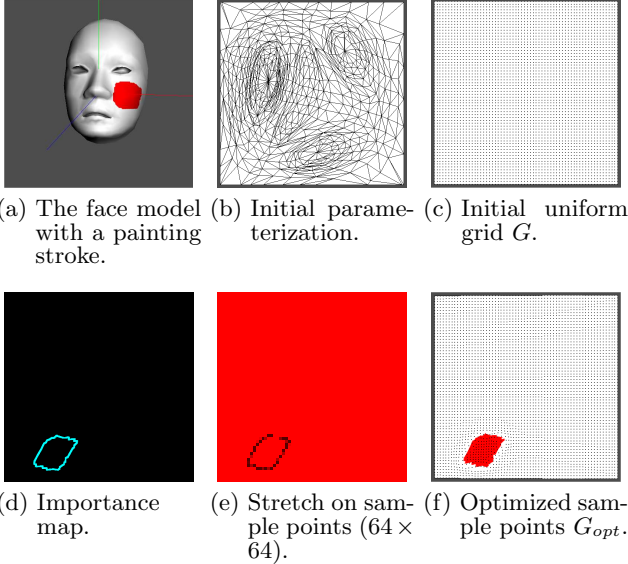 (a) The face model
with a painting
stroke.
(b) Initial parame-
terization.
(c) Initial uniform
grid G.
(d) Importance
map.
(e) Stretch on sam-
ple points (64×
64).
(f) Optimized sam-
ple points G_opt.